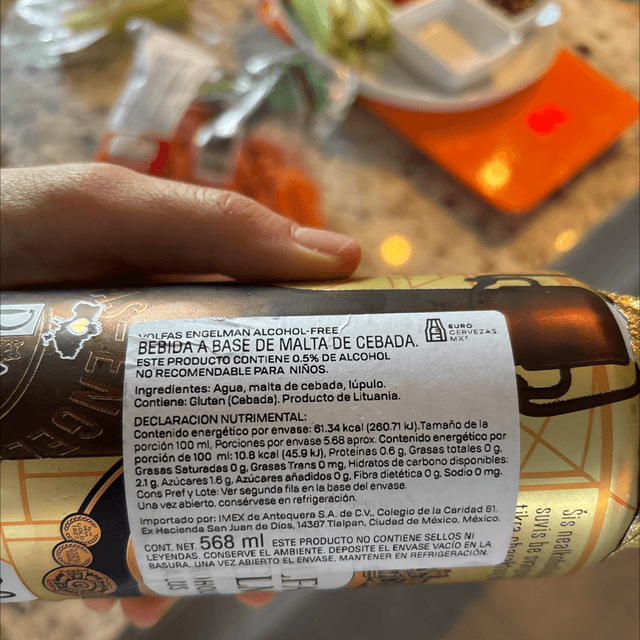 VOLFAS ENGELMAN ALCOHOL-FREE
BEBIDA A BASE DE MALTA DE CEBADA.
ESTE PRODUCTO CONTIENE 0.5% DE ALCOHOL
NO RECOMENDABLE PARA NIÑOS.
EURO
CERVEZAS
MX
Ingredientes: Agua, malta de cebada, lúpulo.
Contiene: Gluten (Cebada). Producto de Lituania.
DECLARACION NUTRIMENTAL:
Contenido energético por envase: 61.34 kcal (260.71 kJ).Tamaño de la
porción 100 ml, Porciones por envase 5.68 aprox. Contenido energético por
porción de 100 ml: 10.8 kcal (45.9 kJ), Proteínas 0.6 g, Grasas totales 0 g,
Grasas Saturadas 0 g, Grasas Trans 0 mg, Hidratos de carbono disponibles:
2.1 g, Azúcares 1.6 g, Azúcares añadidos 0 g, Fibra dietética 0 g, Sodio 0 mg.
Cons Pref y Lote: Ver segunda fila en la base del envase.
Una vez abierto, consérvese en refrigeración.
Importado por: IMEX de Antequera S.A. de C.V., Colegio de la Caridad 81,
Ex Hacienda San Juan de Dios, 14387 Tlalpan, Ciudad de México, México.
CONT. NET. 568 ml ESTE PRODUCTO NO CONTIENE SELLOS NI
LEYENDAS. CONSERVE EL AMBIENTE. DEPOSITE EL ENVASE VACÍO EN LA
BASURA. UNA VEZ ABIERTO EL ENVASE, MANTENER EN REFRIGERACIÓN.